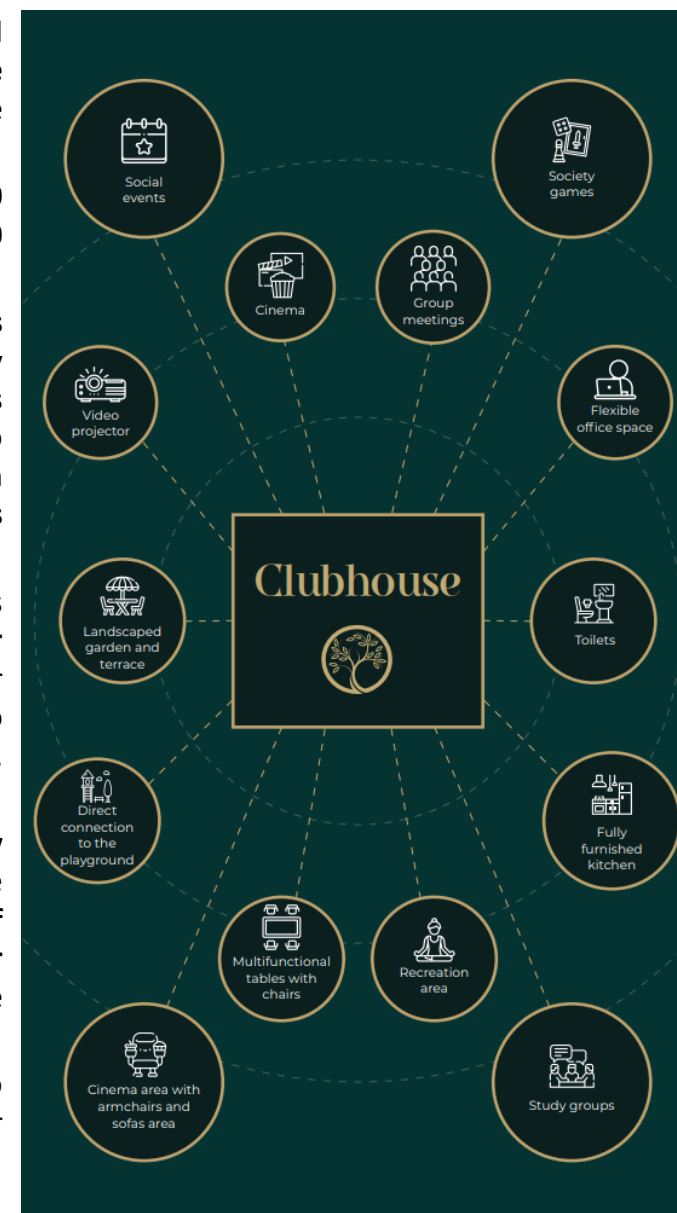 Social
events
Society
games
Cinema
Group
meetings
Video
projector
Flexible
office space
Clubhouse
Landscaped
garden and
terrace
Toilets
Direct
connection
to the
playground
Fully
furnished
kitchen
Multifunctional
tables with
chairs
Recreation
area
Cinema area with
armchairs and
sofas area
Study groups